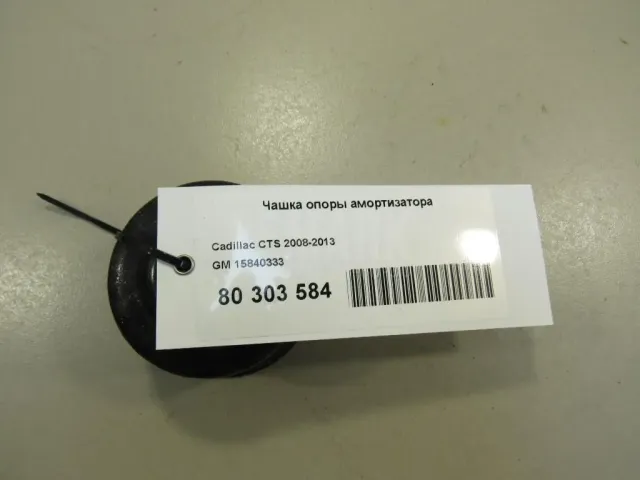 Чашка опоры амортизатора
Cadillac CTS 2008-2013
GM 15840333
80 303 584